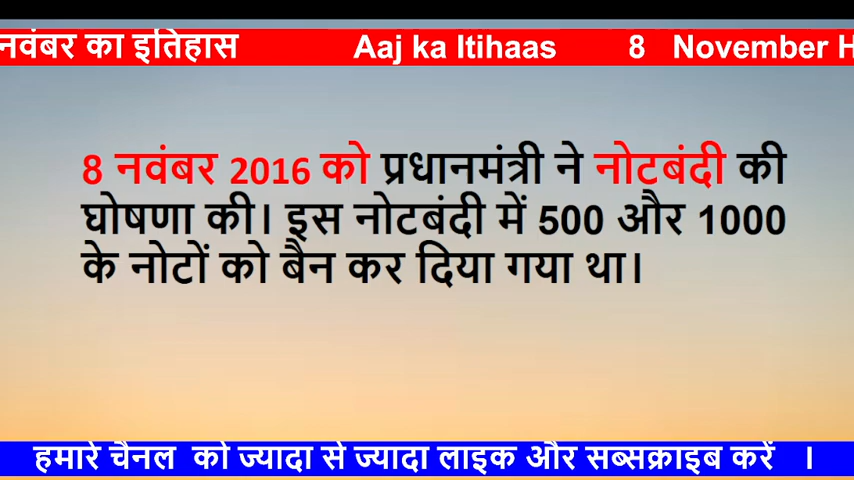 नवंबर का इतिहास Aaj ka Itihaas 8 November H
8 नवंबर 2016 को प्रधानमंत्री ने नोटबंदी की
घोषणा की। इस नोटबंदी में 500 और 1000
के नोटों को बैन कर दिया गया था।
हमारे चैनल को ज्यादा से ज्यादा लाइक और सब्सक्राइब करें ।